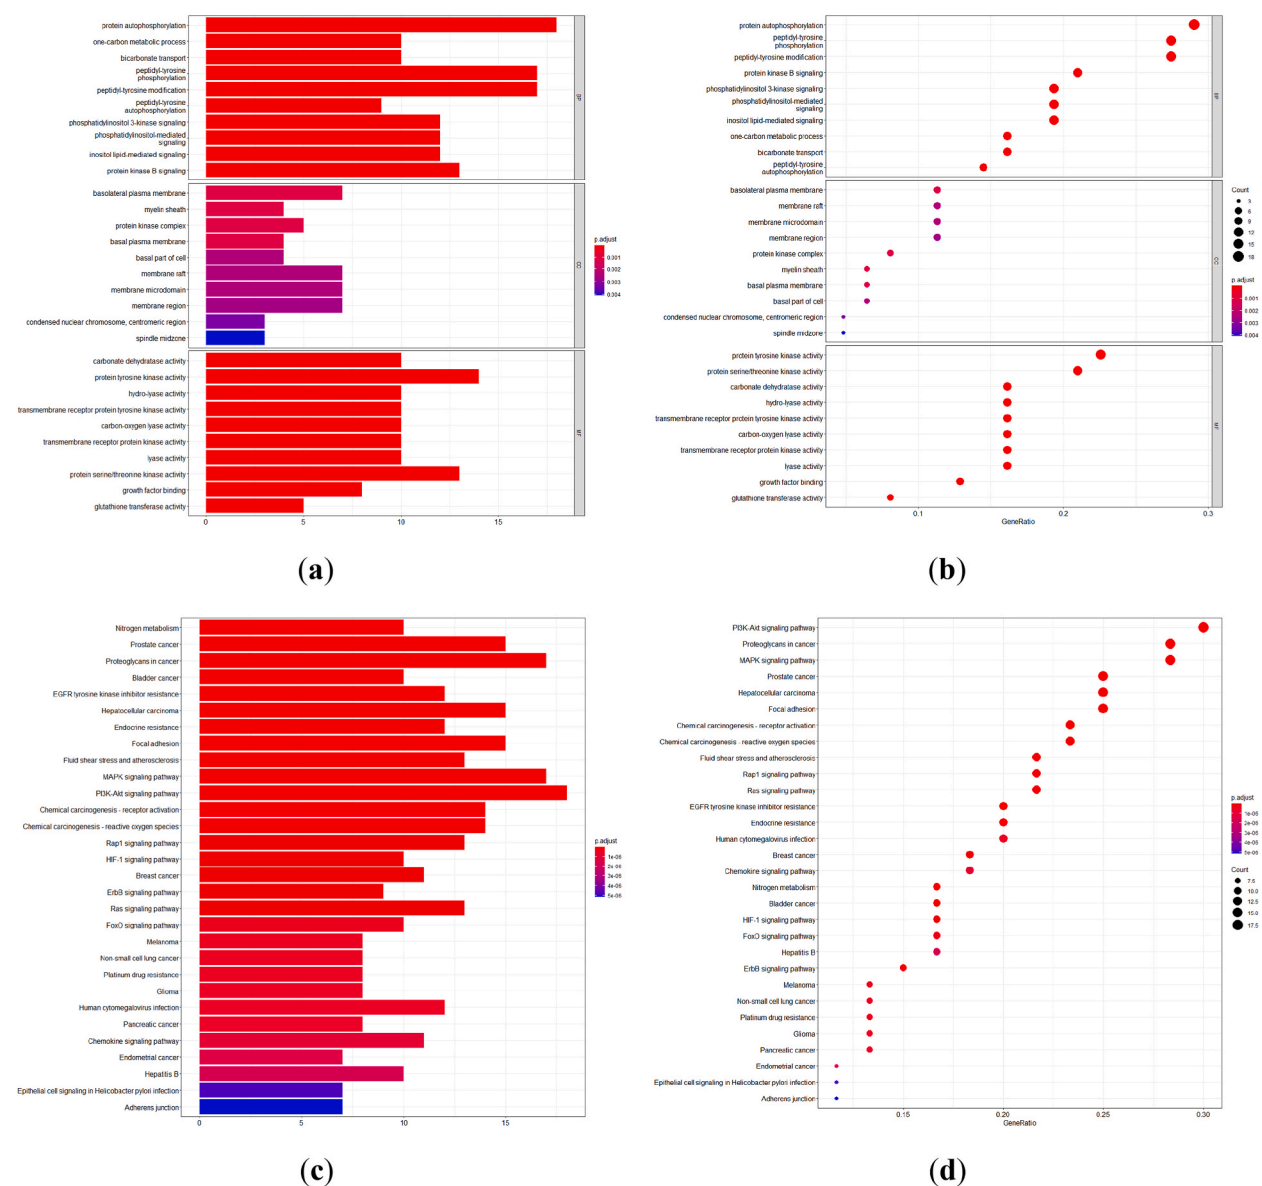 protein autophosphorylation
one-carbon metabolic process
bicarbonate transport
peptidyl-tyrosine
phosphorylation
peptidyl-tyrosine modification
peptidyl-tyrosine
autophosphorylation
phosphatidylinositol 3-kinase signaling
phosphatidylinositol-mediated
signaling
inositol lipid-mediated signaling
protein kinase B signaling
BP
basolateral plasma membrane
myelin sheath
protein kinase complex
basal plasma membrane
basal part of cell
membrane raft
membrane microdomain
membrane region
condensed nuclear chromosome, centromeric region
spindle midzone
CC
carbonate dehydratase activity
protein tyrosine kinase activity
hydro-lyase activity
transmembrane receptor protein tyrosine kinase activity
carbon-oxygen lyase activity
transmembrane receptor protein kinase activity
lyase activity
protein serine/threonine kinase activity
growth factor binding
glutathione transferase activity
MF
0 5 10 15
p.adjust
0.001
0.002
0.003
0.004
(a)
protein autophosphorylation
peptidyl-tyrosine
phosphorylation
peptidyl-tyrosine modification
protein kinase B signaling
phosphatidylinositol 3-kinase signaling
phosphatidylinositol-mediated
signaling
inositol lipid-mediated signaling
one-carbon metabolic process
bicarbonate transport
peptidyl-tyrosine
autophosphorylation
BP
basolateral plasma membrane
membrane raft
membrane microdomain
membrane region
protein kinase complex
myelin sheath
basal plasma membrane
basal part of cell
condensed nuclear chromosome, centromeric region
spindle midzone
CC
protein tyrosine kinase activity
protein serine/threonine kinase activity
carbonate dehydratase activity
hydro-lyase activity
transmembrane receptor protein tyrosine kinase activity
carbon-oxygen lyase activity
transmembrane receptor protein kinase activity
lyase activity
growth factor binding
glutathione transferase activity
MF
0.1 0.2 0.3
GeneRatio
Count
3
6
9
12
15
18
p.adjust
0.001
0.002
0.003
0.004
(b)
Nitrogen metabolism
Prostate cancer
Proteoglycans in cancer
Bladder cancer
EGFR tyrosine kinase inhibitor resistance
Hepatocellular carcinoma
Endocrine resistance
Focal adhesion
Fluid shear stress and atherosclerosis
MAPK signaling pathway
PI3K-Akt signaling pathway
Chemical carcinogenesis - receptor activation
Chemical carcinogenesis - reactive oxygen species
Rap1 signaling pathway
HIF-1 signaling pathway
Breast cancer
ErbB signaling pathway
Ras signaling pathway
FoxO signaling pathway
Melanoma
Non-small cell lung cancer
Platinum drug resistance
Glioma
Human cytomegalovirus infection
Pancreatic cancer
Chemokine signaling pathway
Endometrial cancer
Hepatitis B
Epithelial cell signaling in Helicobacter pylori infection
Adherens junction
0 5 10 15
p.adjust
1e-06
2e-06
3e-06
4e-06
5e-06
(c)
PI3K-Akt signaling pathway
Proteoglycans in cancer
MAPK signaling pathway
Prostate cancer
Hepatocellular carcinoma
Focal adhesion
Chemical carcinogenesis - receptor activation
Chemical carcinogenesis - reactive oxygen species
Fluid shear stress and atherosclerosis
Rap1 signaling pathway
Ras signaling pathway
EGFR tyrosine kinase inhibitor resistance
Endocrine resistance
Human cytomegalovirus infection
Breast cancer
Chemokine signaling pathway
Nitrogen metabolism
Bladder cancer
HIF-1 signaling pathway
FoxO signaling pathway
Hepatitis B
ErbB signaling pathway
Melanoma
Non-small cell lung cancer
Platinum drug resistance
Glioma
Pancreatic cancer
Endometrial cancer
Epithelial cell signaling in Helicobacter pylori infection
Adherens junction
0.15 0.20 0.25 0.30
GeneRatio
p.adjust
1e-06
2e-06
3e-06
4e-06
5e-06
Count
7.5
10.0
12.5
15.0
17.5
(d)